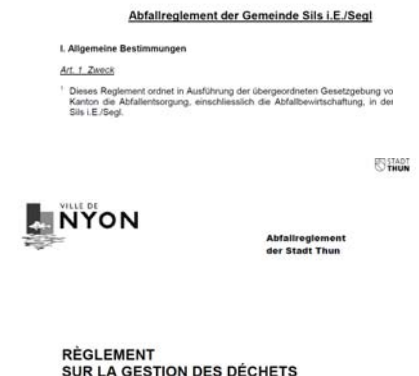 Abfallreglement der Gemeinde Sils i.E./Segl
I. Allgemeine Bestimmungen
Art. 1 Zweck
1 Dieses Reglement ordnet in Ausführung der übergeordneten Gesetzgebung vo
Kanton die Abfallentsorgung, einschliesslich die Abfallbewirtschaftung, in der
Sils i.E./Segl.
STADT
THUN
VILLE DE
NYON
Abfallreglement
der Stadt Thun
RÈGLEMENT
SUR LA GESTION DES DÉCHETS